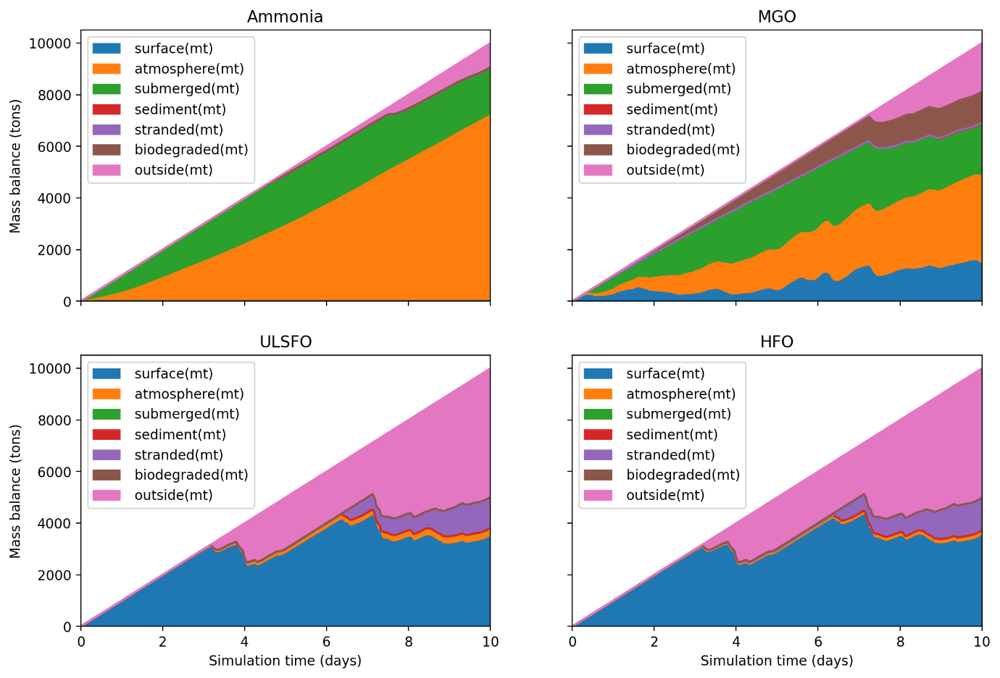 Ammonia
Mass balance (tons)
10000
8000
6000
4000
2000
0
surface(mt)
atmosphere(mt)
submerged(mt)
sediment(mt)
stranded(mt)
biodegraded(mt)
outside(mt)
MGO
surface(mt)
atmosphere(mt)
submerged(mt)
sediment(mt)
stranded(mt)
biodegraded(mt)
outside(mt)
ULSFO
Mass balance (tons)
10000
8000
6000
4000
2000
0
surface(mt)
atmosphere(mt)
submerged(mt)
sediment(mt)
stranded(mt)
biodegraded(mt)
outside(mt)
0 2 4 6 8 10
Simulation time (days)
HFO
surface(mt)
atmosphere(mt)
submerged(mt)
sediment(mt)
stranded(mt)
biodegraded(mt)
outside(mt)
0 2 4 6 8 10
Simulation time (days)